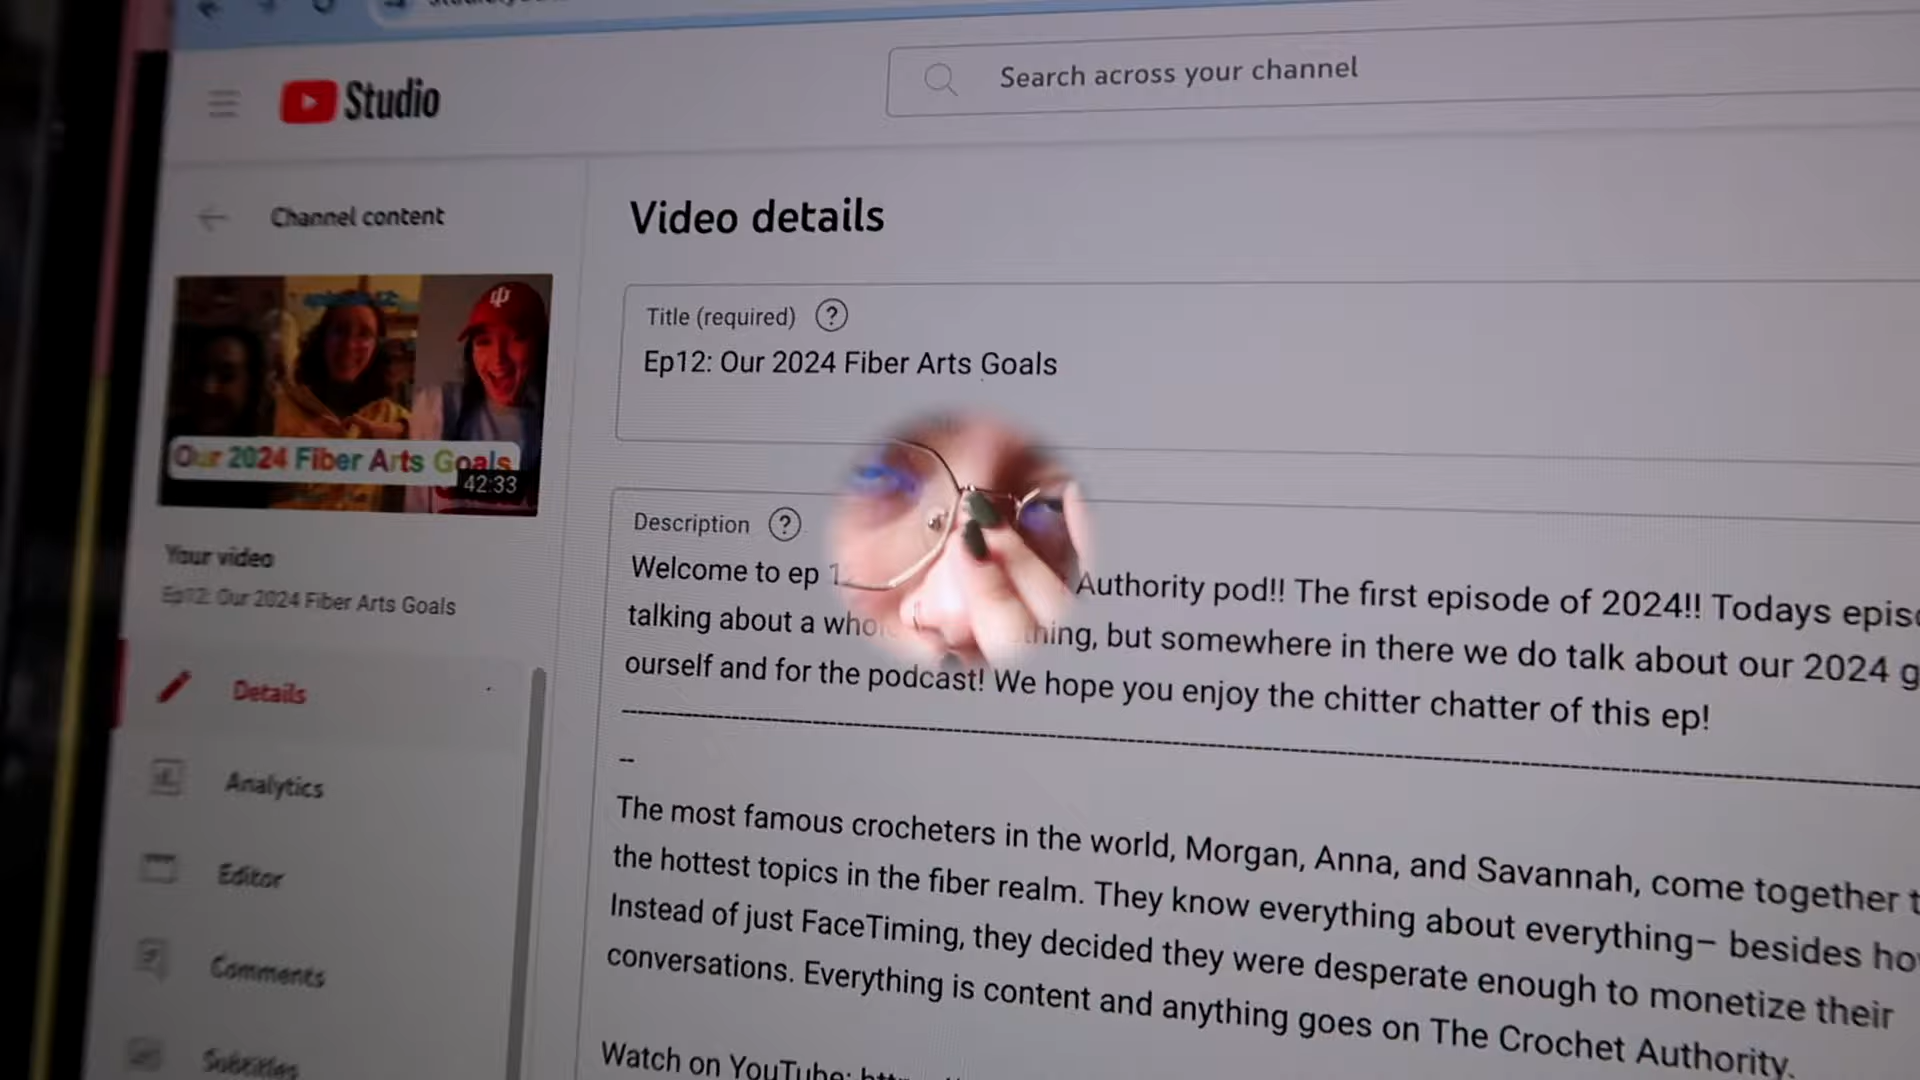 Studio
Search across your channel
Channel content
Our 2024 Fiber Arts Goals
42:33
Your video
Ep12: Our 2024 Fiber Arts Goals
Details
Analytics
Editor
Comments
Subtitles
Video details
Title (required)
Ep12: Our 2024 Fiber Arts Goals
Description
Welcome to ep Authority pod!! The first episode of 2024!! Todays
talking about a but somewhere in there we do talk about our 2024
ourself and for the podcast! We hope you enjoy the chitter chatter of this ep!
--
The most famous crocheters in the world, Morgan, Anna, and Savannah, come together
the hottest topics in the fiber realm. They know everything about everything– besides
Instead of just FaceTiming, they decided they were desperate enough to monetize their
conversations. Everything is content and anything goes on The Crochet Authority.
Watch on YouTube: